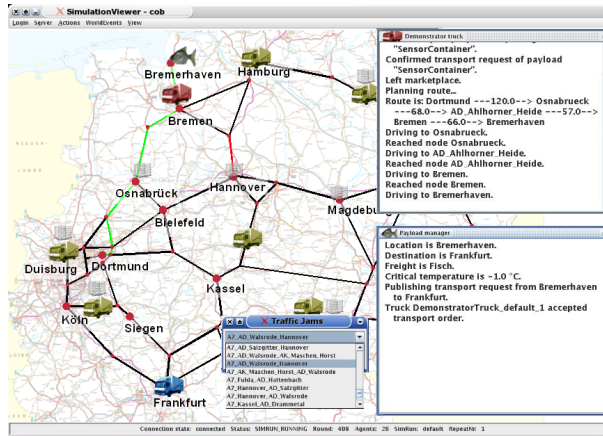 SimulationViewer - cob
Login Server Actions WorldEvents View
Demonstrator truck
"SensorContainer".
Confirmed transport request of payload
"SensorContainer".
Left marketplace.
Planning route...
Route is: Dortmund ---120.0--> Osnabrueck
---68.0--> AD_Ahlhorner_Heide ---57.0--->
Bremen ---66.0--> Bremerhaven
Driving to Osnabrueck.
Reached node Osnabrueck.
Driving to AD_Ahlhorner_Heide.
Reached node AD_Ahlhorner_Heide.
Driving to Bremen.
Reached node Bremen.
Driving to Bremerhaven.
Bremerhaven
Hamburg
Bremen
Osnabrück
Hannover
Magdeburg
Bielefeld
Duisburg
Dortmund
Kassel
Köln
Siegen
Frankfurt
Payload manager
Location is Bremerhaven.
Destination is Frankfurt.
Freight is Fisch.
Critical temperature is -1.0 °C.
Publishing transport request from Bremerhaven
to Frankfurt.
Truck DemonstratorTruck_default_1 accepted
transport order.
Traffic Jams
A7_AD_Walsrode_Hannover
A7_AD_Salzgitter_Hannover
A7_AD_Walsrode_AK_Maschen_Horst
A7_AD_Walsrode_Hannover
A7_AK_Maschen_Horst_AD_Walsrode
A7_Fulda_AD_Hattenbach
A7_Hannover_AD_Salzgitter
A7_Hannover_AD_Walsrode
A7_Kassel_AD_Drammetal
Connection state: connected Status: SIMRUN_RUNNING Round: 408 Agents: 20 SimRun: default RepeatNr: 1